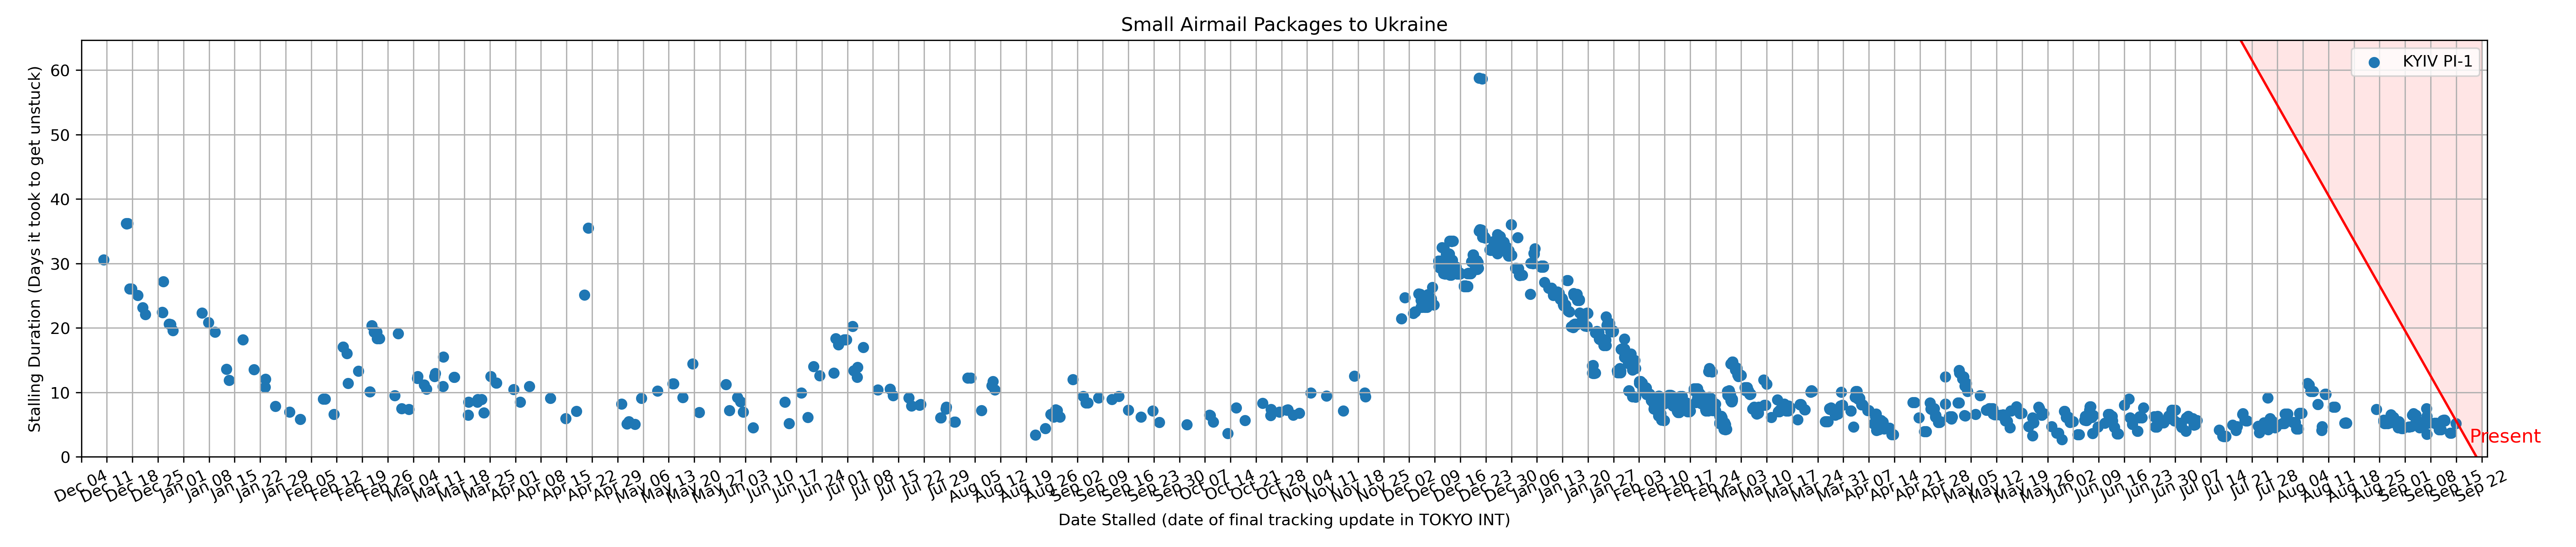 Small Airmail Packages to Ukraine
KYIV PI-1
Stalling Duration (Days it took to get unstuck)
60
50
40
30
20
10
0
Present
Dec 04 Dec 11 Dec 18 Dec 25 Jan 01 Jan 08 Jan 15 Jan 22 Jan 29 Feb 05 Feb 12 Feb 19 Feb 26 Mar 04 Mar 11 Mar 18 Mar 25 Apr 01 Apr 08 Apr 15 Apr 22 Apr 29 May 06 May 13 May 20 May 27 Jun 03 Jun 10 Jun 17 Jun 24 Jul 01 Jul 08 Jul 15 Jul 22 Jul 29 Aug 05 Aug 12 Aug 19 Aug 26 Sep 02 Sep 09 Sep 16 Sep 23 Sep 30 Oct 07 Oct 14 Oct 21 Oct 28 Nov 04 Nov 11 Nov 18 Nov 25 Dec 02 Dec 09 Dec 16 Dec 23 Dec 30 Jan 06 Jan 13 Jan 20 Jan 27 Feb 03 Feb 10 Feb 17 Feb 24 Mar 03 Mar 10 Mar 17 Mar 24 Mar 31 Apr 07 Apr 14 Apr 21 Apr 28 May 05 May 12 May 19 May 26 Jun 02 Jun 09 Jun 16 Jun 23 Jun 30 Jul 07 Jul 14 Jul 21 Jul 28 Aug 04 Aug 11 Aug 18 Aug 25 Sep 01 Sep 08 Sep 15 Sep 22
Date Stalled (date of final tracking update in TOKYO INT)